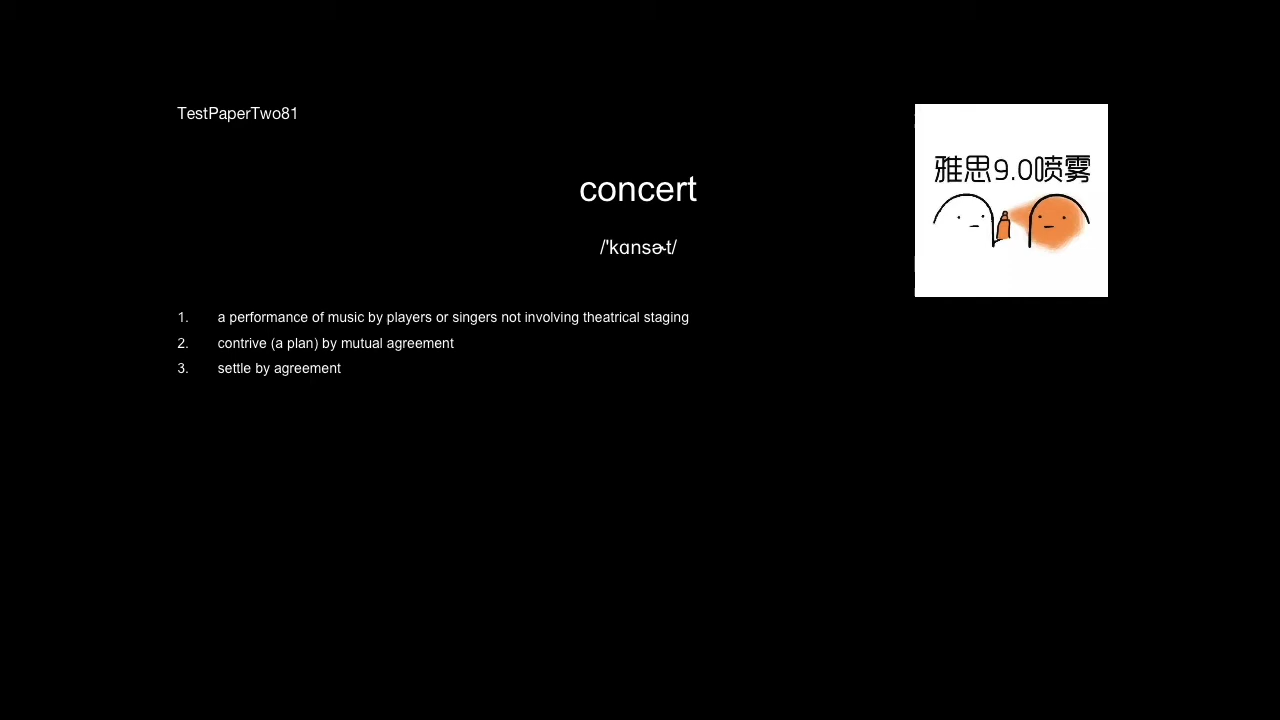 TestPaperTwo81
雅思9.0喷雾
concert
/'kɑnsɚt/
1. a performance of music by players or singers not involving theatrical staging
2. contrive (a plan) by mutual agreement
3. settle by agreement